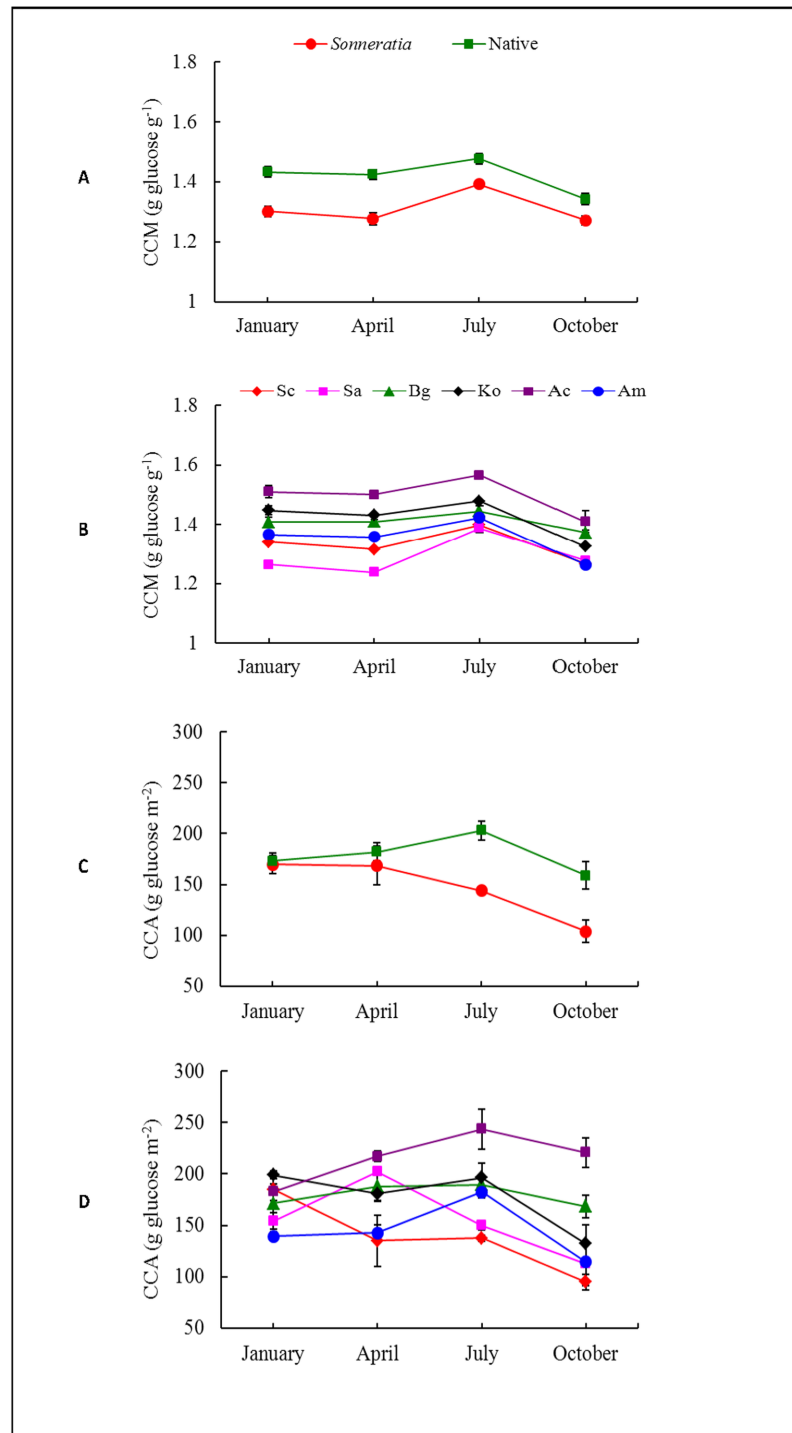 Sonneratia Native
A
CCM (g glucose g-1)
1.8
1.6
1.4
1.2
1
January April July October
Sc Sa Bg Ko Ac Am
B
CCM (g glucose g-1)
1.8
1.6
1.4
1.2
1
January April July October
C
CCA (g glucose m-2)
300
250
200
150
100
50
January April July October
D
CCA (g glucose m-2)
300
250
200
150
100
50
January April July October